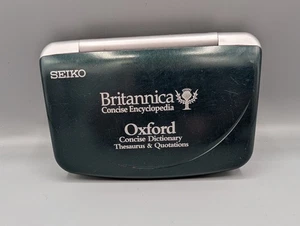 SEIKO
Britannica
Concise Encyclopedia
Oxford
Concise Dictionary
Thesaurus & Quotations